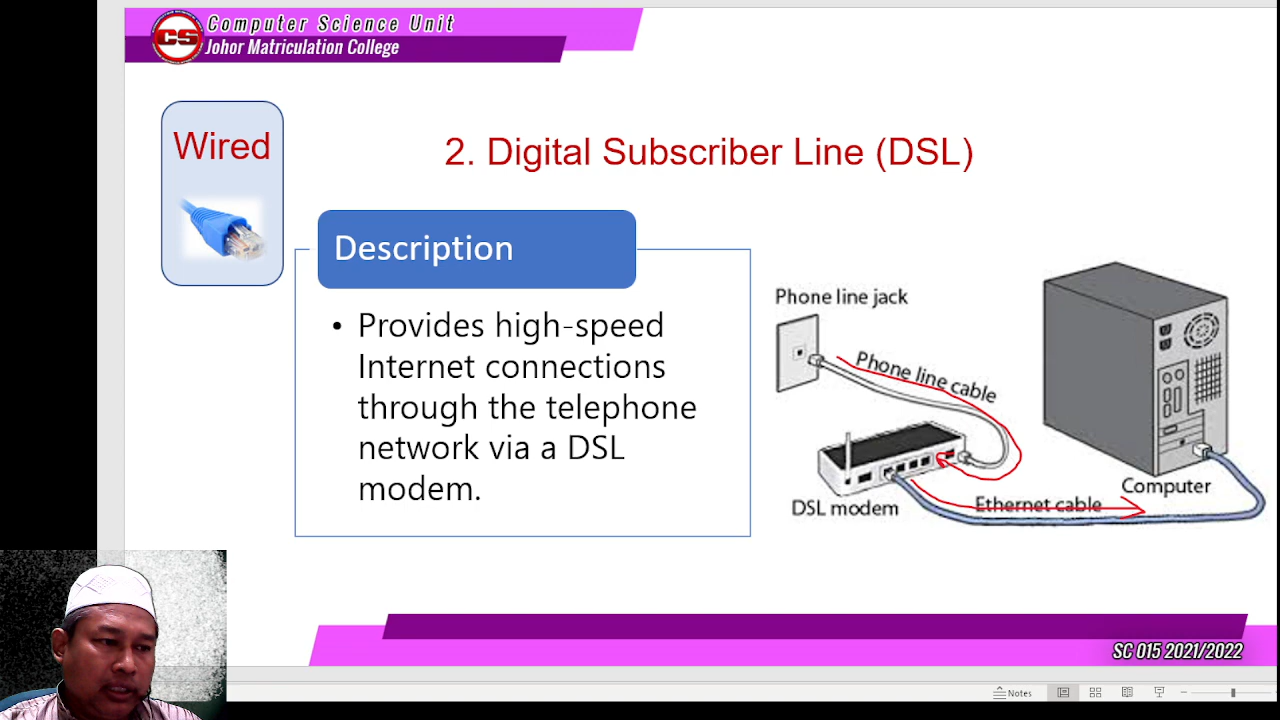 CS
Computer Science Unit
Johor Matriculation College
Wired
2. Digital Subscriber Line (DSL)
Description
• Provides high-speed
Internet connections
through the telephone
network via a DSL
modem.
Phone line jack
Phone line cable
DSL modem
Ethernet cable
Computer
SC 015 2021/2022
Notes